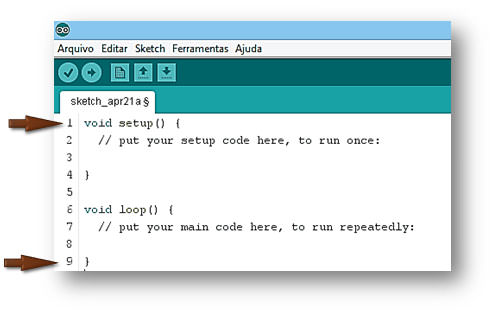 Arquivo Editar Sketch Ferramentas Ajuda
sketch_apr21a §
1 void setup() {
2 // put your setup code here, to run once:
3
4 }
5
6 void loop() {
7 // put your main code here, to run repeatedly:
8
9 }